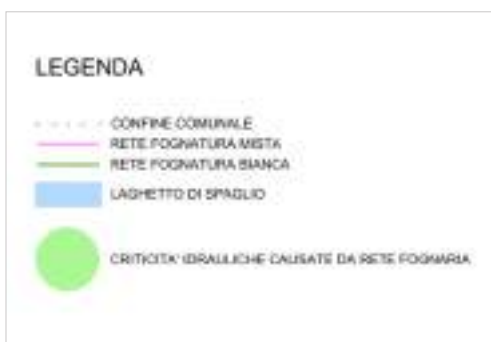 LEGENDA
CONFINE COMUNALE
RETE FOGNATURA MISTA
RETE FOGNATURA BIANCA
LAGHETTO DI SPAGLIO
CRITICITA' IDRAULICHE CAUSATE DA RETE FOGNARIA